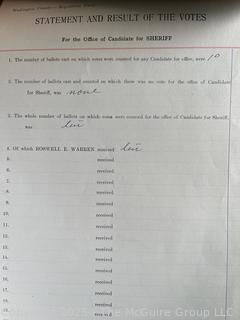 Washington County—Republican Party
STATEMENT AND RESULT OF THE VOTES
For the Office of Candidate for SHERIFF
1. The number of ballots cast on which votes were counted for any Candidate for office, were 10
2. The number of ballots cast and counted on which there was no vote for the office of Candidate
for Sheriff, was none
3. The whole number of ballots on which votes were counted for the office of Candidate for Sheriff,
was ten
4. Of which ROSWELL E. WARREN received ten
5. received
6. received
7. received
8. received
9. received
10. received
11. received
12. received
13. received
14. received
15. received
16. received
17. received
18. received
19. received
McGuire Group LLC